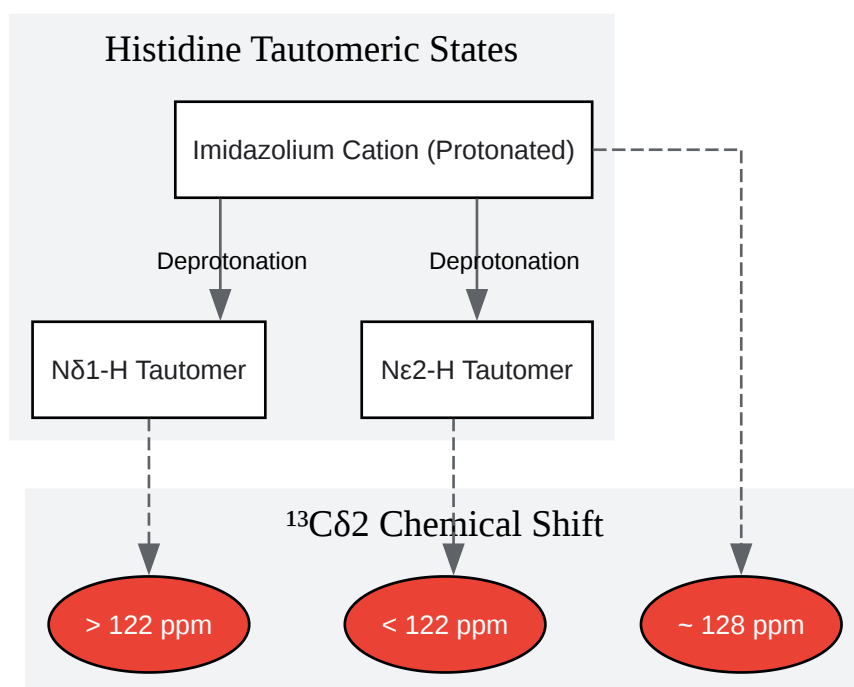 Histidine Tautomeric States
Imidazolium Cation (Protonated)
Deprotonation
Deprotonation
Nδ1-H Tautomer
Nε2-H Tautomer
¹³Cδ2 Chemical Shift
> 122 ppm
< 122 ppm
~ 128 ppm